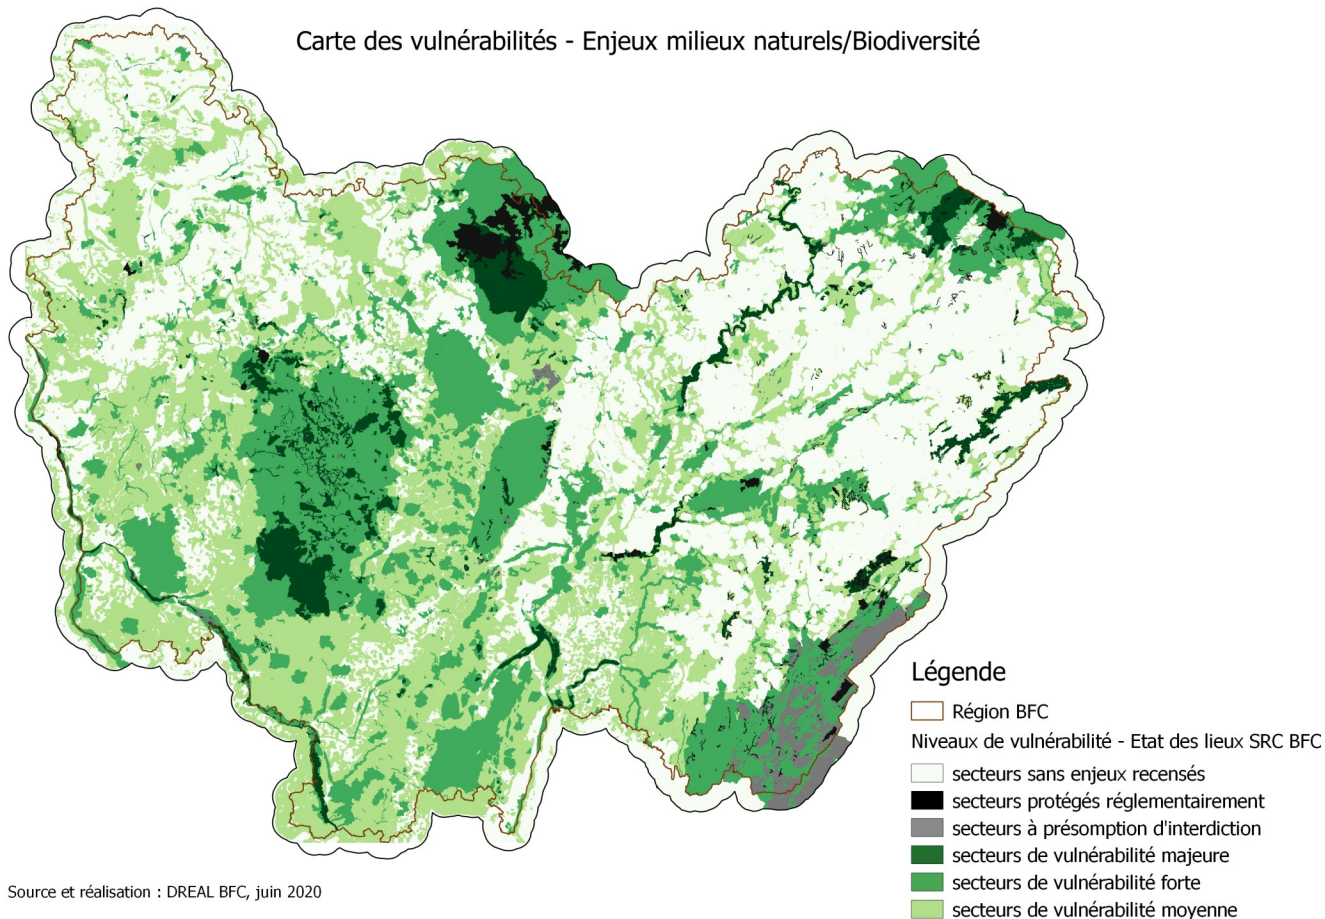 Carte des vulnérabilités - Enjeux milieux naturels/Biodiversité
Légende
Région BFC
Niveaux de vulnérabilité - Etat des lieux SRC BFC
secteurs sans enjeux recensés
secteurs protégés réglementairement
secteurs à présomption d'interdiction
secteurs de vulnérabilité majeure
secteurs de vulnérabilité forte
secteurs de vulnérabilité moyenne
Source et réalisation : DREAL BFC, juin 2020